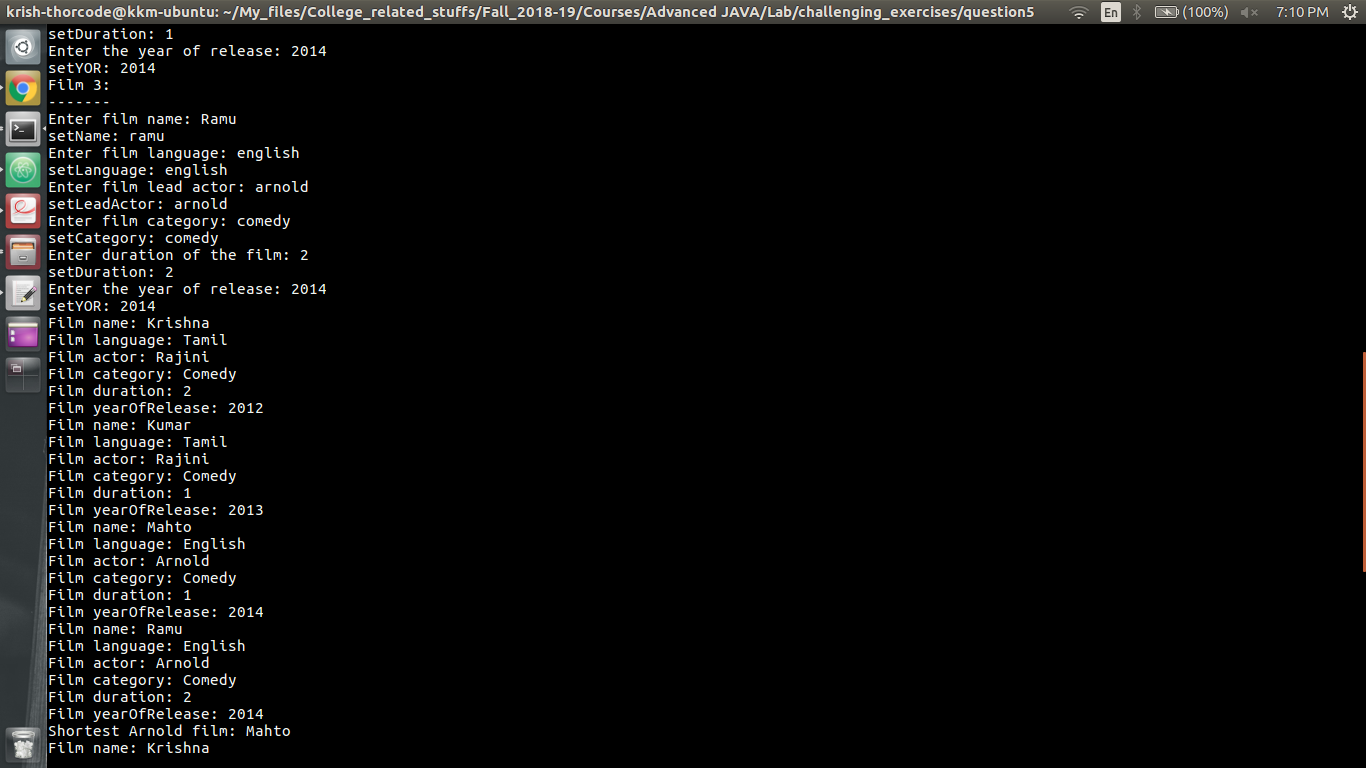 krish-thorcode@kkm-ubuntu: ~/My_files/College_related_stuffs/Fall_2018-19/Courses/Advanced JAVA/Lab/challenging_exercises/question5 En (100%) 7:10 PM
setDuration: 1
Enter the year of release: 2014
setYOR: 2014
Film 3:
-------
Enter film name: Ramu
setName: ramu
Enter film language: english
setLanguage: english
Enter film lead actor: arnold
setLeadActor: arnold
Enter film category: comedy
setCategory: comedy
Enter duration of the film: 2
setDuration: 2
Enter the year of release: 2014
setYOR: 2014
Film name: Krishna
Film language: Tamil
Film actor: Rajini
Film category: Comedy
Film duration: 2
Film yearOfRelease: 2012
Film name: Kumar
Film language: Tamil
Film actor: Rajini
Film category: Comedy
Film duration: 1
Film yearOfRelease: 2013
Film name: Mahto
Film language: English
Film actor: Arnold
Film category: Comedy
Film duration: 1
Film yearOfRelease: 2014
Film name: Ramu
Film language: English
Film actor: Arnold
Film category: Comedy
Film duration: 2
Film yearOfRelease: 2014
Shortest Arnold film: Mahto
Film name: Krishna